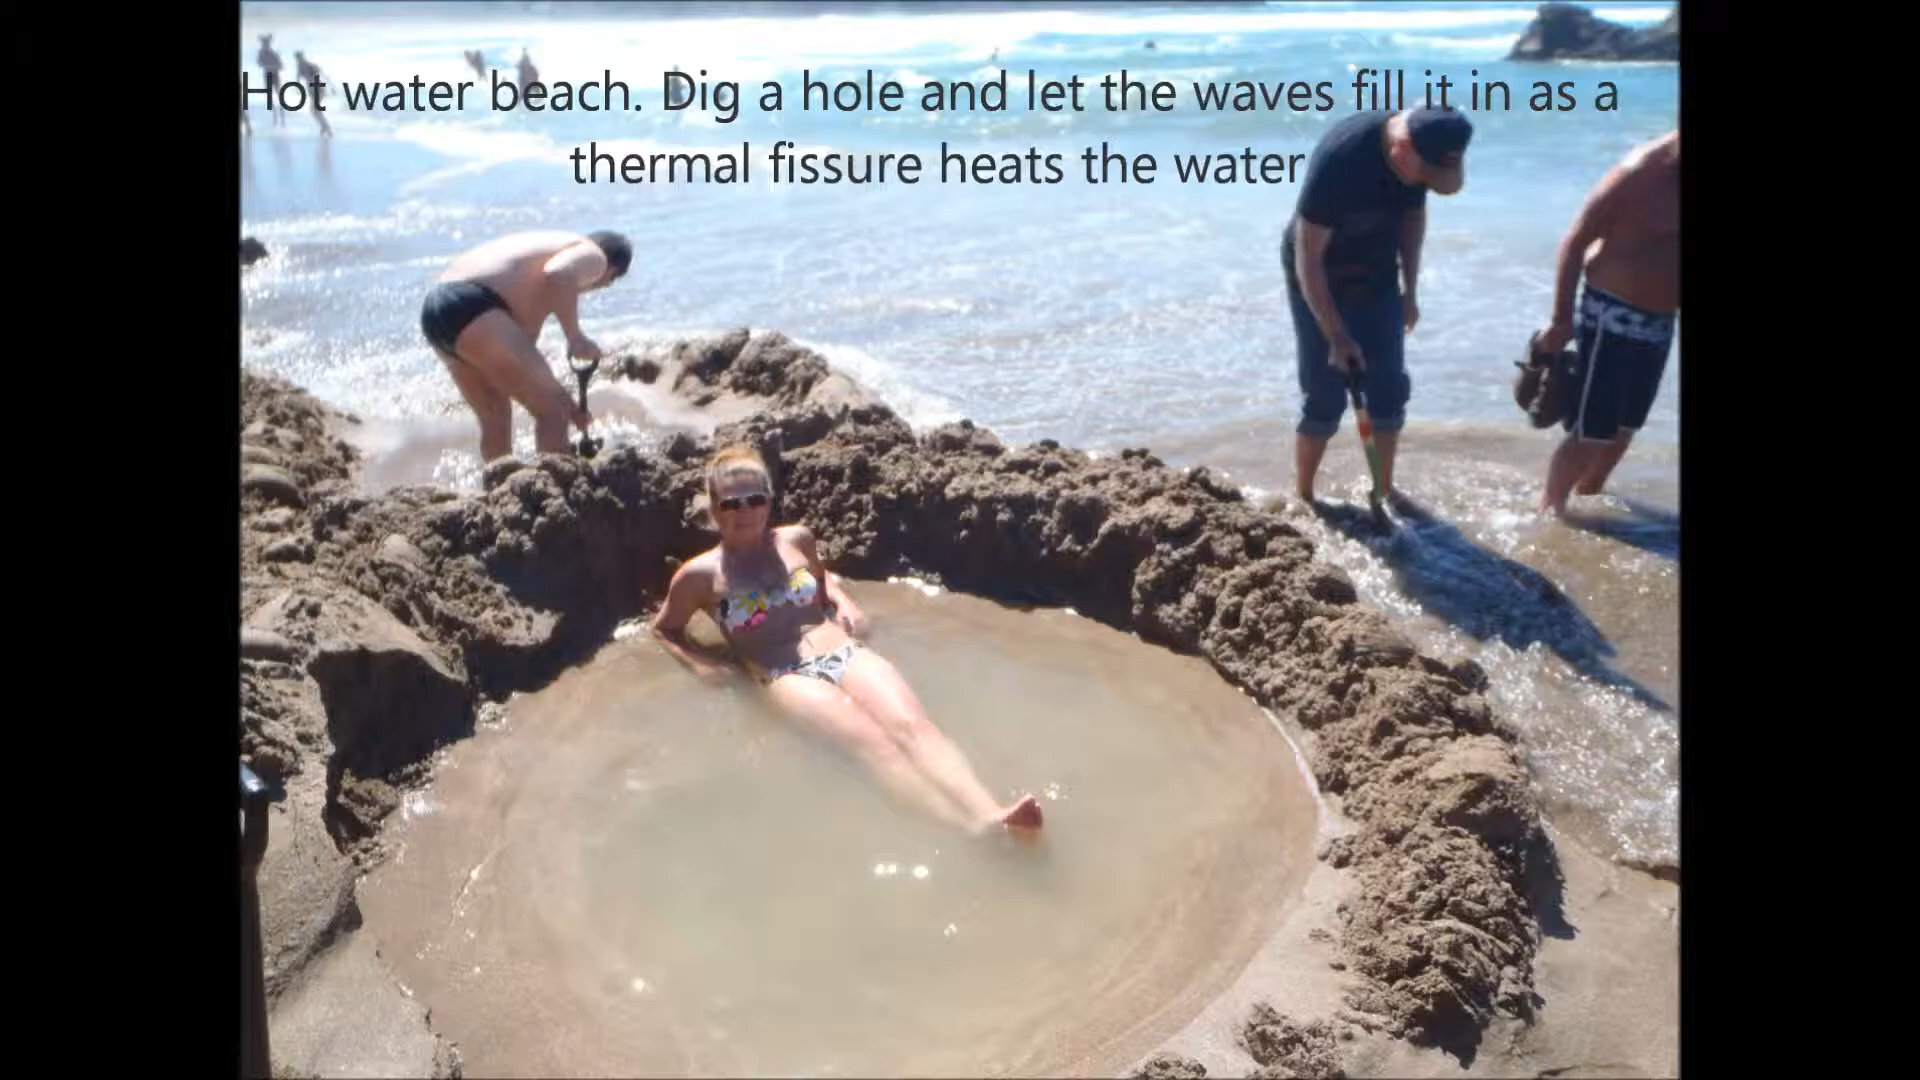 Hot water beach. Dig a hole and let the waves fill it in as a
thermal fissure heats the water